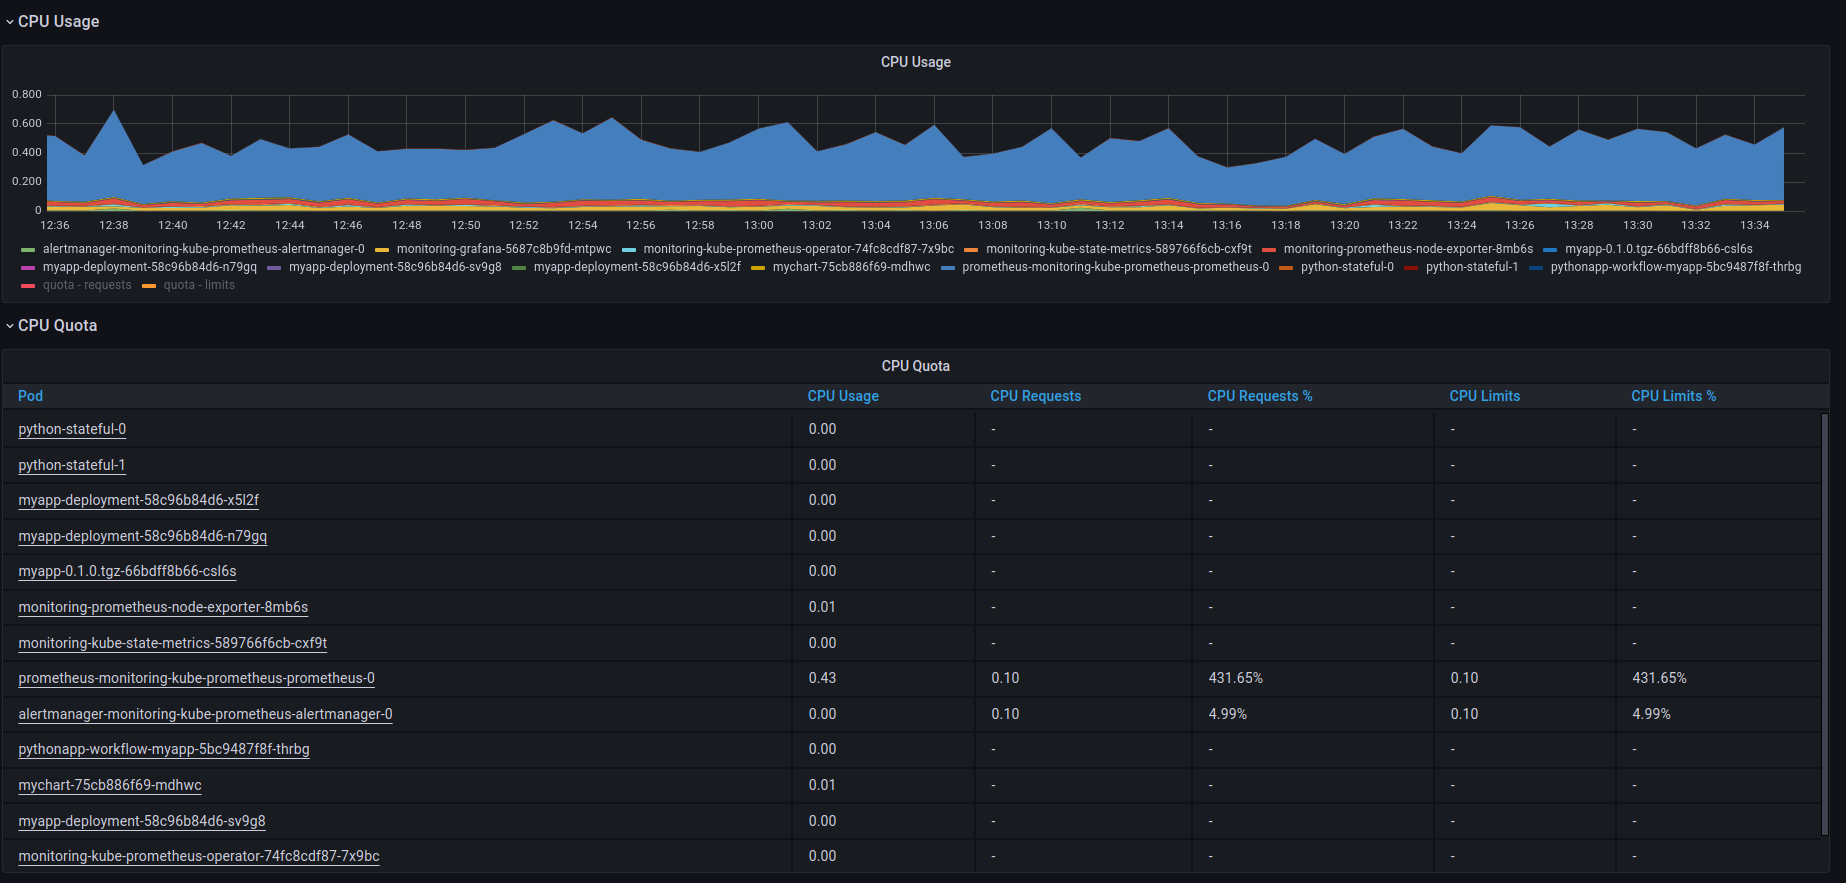 CPU Usage
CPU Usage
0.800
0.600
0.400
0.200
0
12:36 12:38 12:40 12:42 12:44 12:46 12:48 12:50 12:52 12:54 12:56 12:58 13:00 13:02 13:04 13:06 13:08 13:10 13:12 13:14 13:16 13:18 13:20 13:22 13:24 13:26 13:28 13:30 13:32 13:34
alertmanager-monitoring-kube-prometheus-alertmanager-0 monitoring-grafana-5687c8b9fd-mtpwc monitoring-kube-prometheus-operator-74fc8cdf87-7x9bc monitoring-kube-state-metrics-589766f6cb-cxf9t monitoring-prometheus-node-exporter-8mb6s myapp-0.1.0.tgz-66bdff8b66-csl6s
myapp-deployment-58c96b84d6-n79gq myapp-deployment-58c96b84d6-sv9g8 myapp-deployment-58c96b84d6-x5l2f mychart-75cb886f69-mdhwc prometheus-monitoring-kube-prometheus-prometheus-0 python-stateful-0 python-stateful-1 pythonapp-workflow-myapp-5bc9487f8f-thrbg
quota - requests quota - limits
CPU Quota
CPU Quota
Pod CPU Usage CPU Requests CPU Requests % CPU Limits CPU Limits %
python-stateful-0 0.00 - - - -
python-stateful-1 0.00 - - - -
myapp-deployment-58c96b84d6-x5l2f 0.00 - - - -
myapp-deployment-58c96b84d6-n79gq 0.00 - - - -
myapp-0.1.0.tgz-66bdff8b66-csl6s 0.00 - - - -
monitoring-prometheus-node-exporter-8mb6s 0.01 - - - -
monitoring-kube-state-metrics-589766f6cb-cxf9t 0.00 - - - -
prometheus-monitoring-kube-prometheus-prometheus-0 0.43 0.10 431.65% 0.10 431.65%
alertmanager-monitoring-kube-prometheus-alertmanager-0 0.00 0.10 4.99% 0.10 4.99%
pythonapp-workflow-myapp-5bc9487f8f-thrbg 0.00 - - - -
mychart-75cb886f69-mdhwc 0.01 - - - -
myapp-deployment-58c96b84d6-sv9g8 0.00 - - - -
monitoring-kube-prometheus-operator-74fc8cdf87-7x9bc 0.00 - - - -